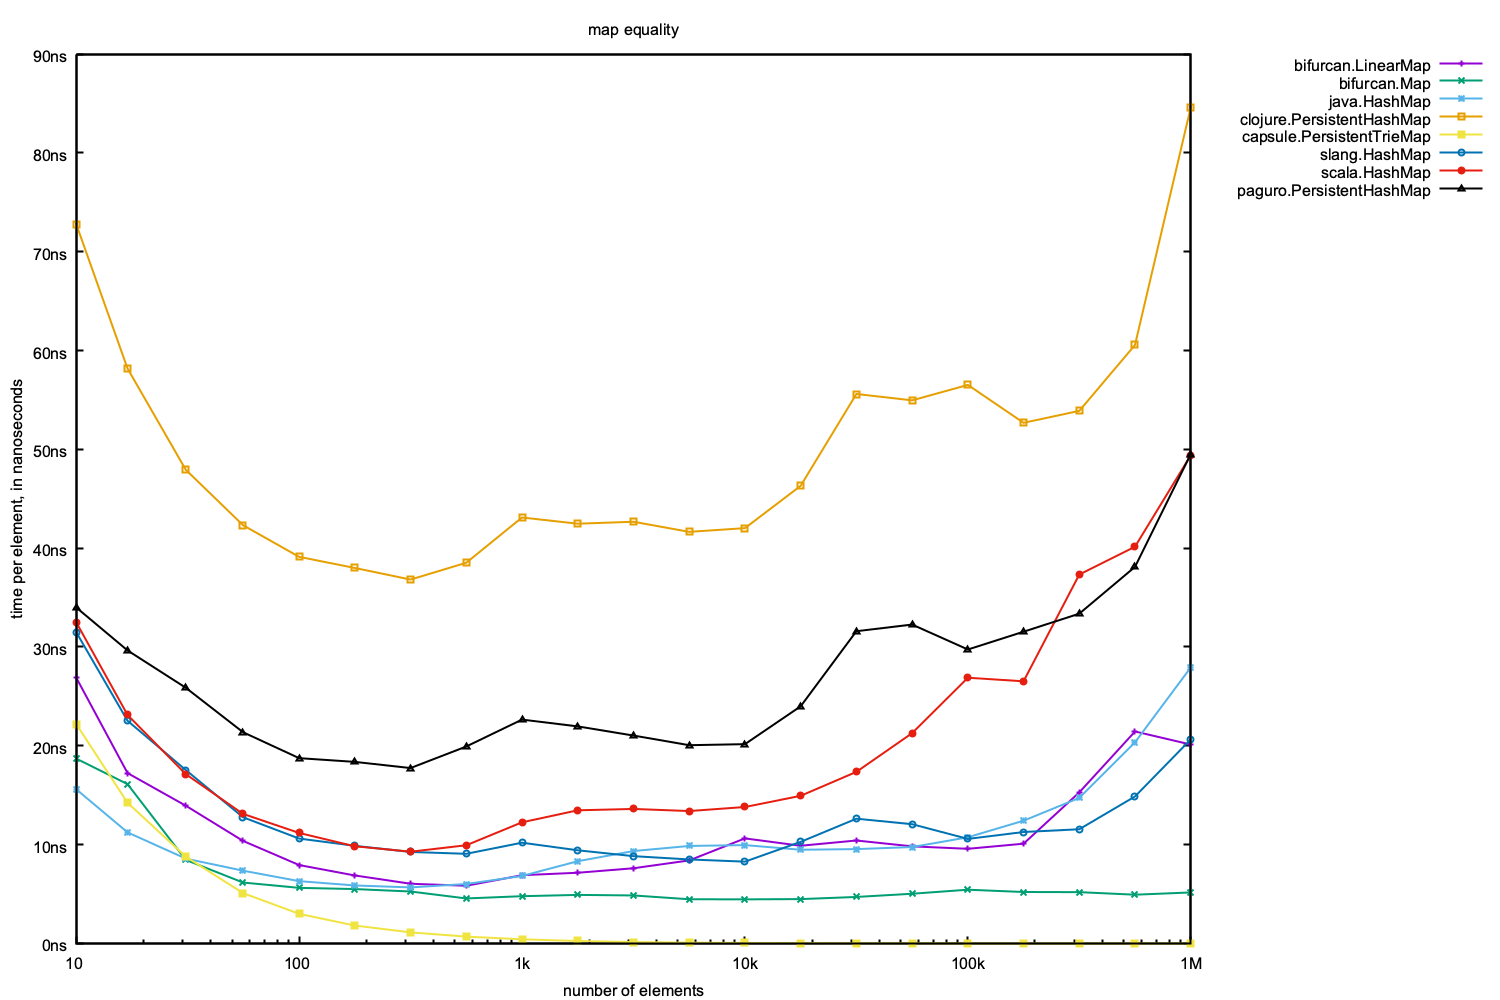 map equality
90ns
80ns
70ns
60ns
50ns
40ns
30ns
20ns
10ns
0ns
time per element, in nanoseconds
10
100
1k
10k
100k
1M
number of elements
bifurcan.LinearMap
bifurcan.Map
java.HashMap
clojure.PersistentHashMap
capsule.PersistentTrieMap
slang.HashMap
scala.HashMap
paguro.PersistentHashMap